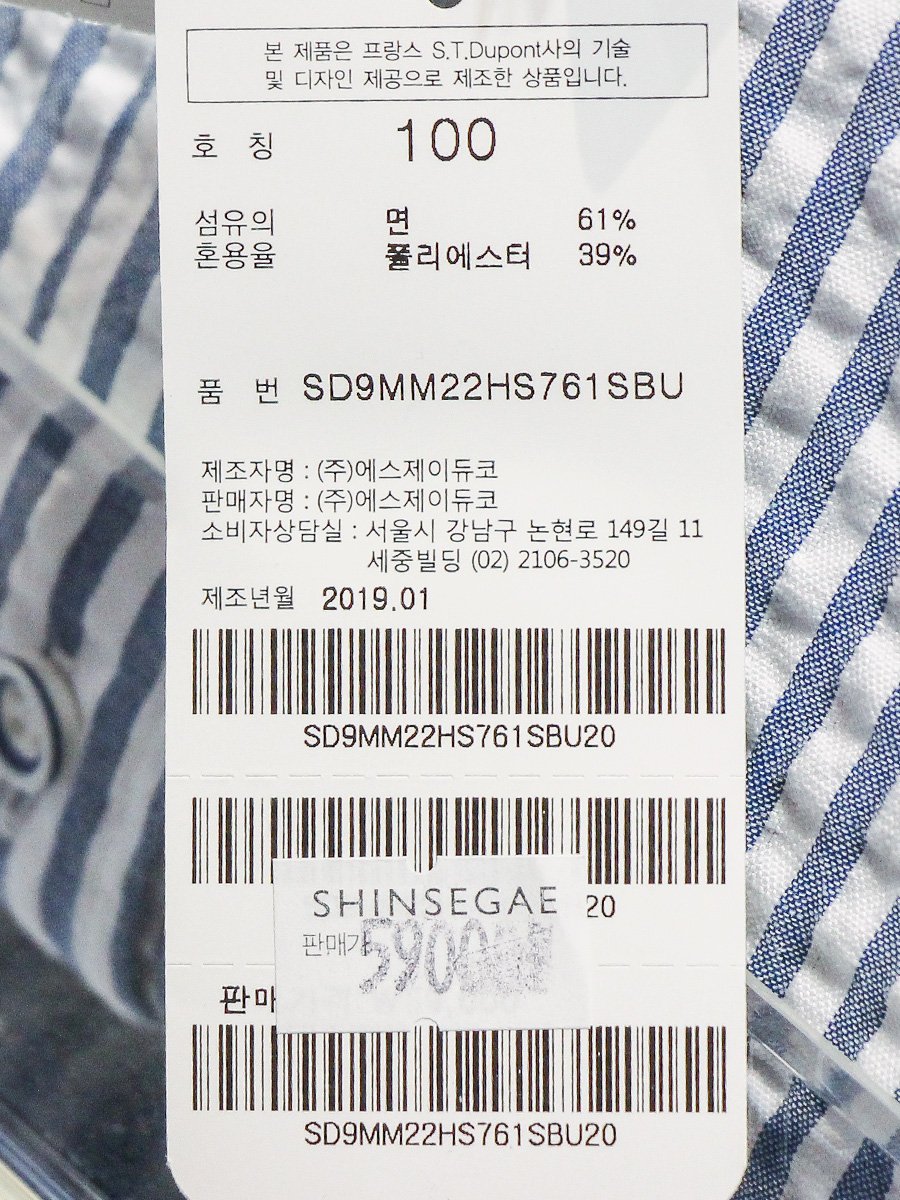 본 제품은 프랑스 S.T.Dupont사의 기술
및 디자인 제공으로 제조한 상품입니다.
호 칭 100
섬유의 면 61%
혼용율 폴리에스터 39%
품 번 SD9MM22HS761SBU
제조자명 : (주)에스제이듀코
판매자명 : (주)에스제이듀코
소비자상담실 : 서울시 강남구 논현로 149길 11
세중빌딩 (02) 2106-3520
제조년월 2019.01
SD9MM22HS761SBU20
SHINSEGAE
20
판매가
판매
SD9MM22HS761SBU20